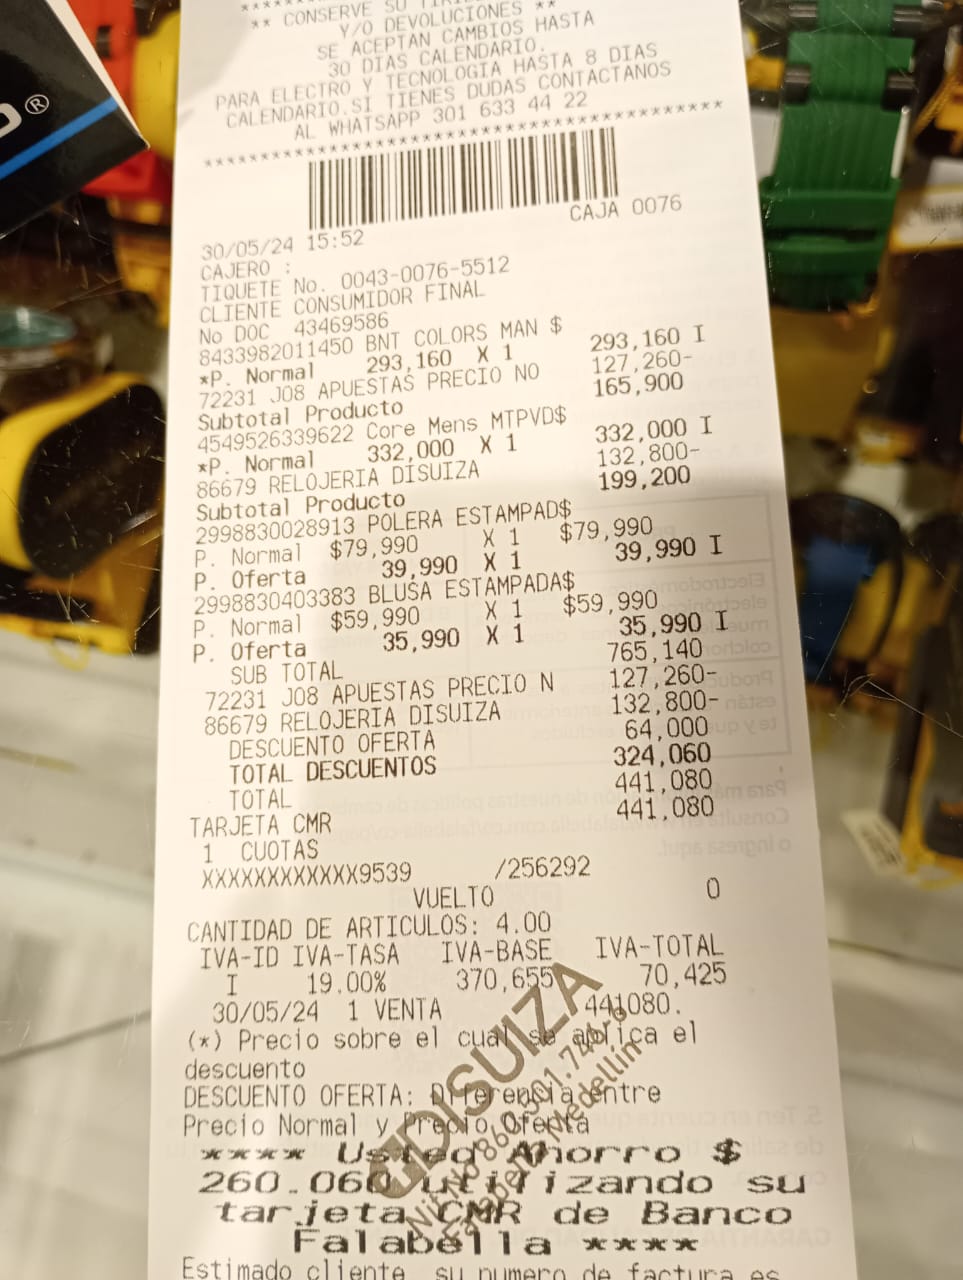 ** CONSERVE SU
Y/O DEVOLUCIONES **
SE ACEPTAN CAMBIOS HASTA
30 DIAS CALENDARIO.
PARA ELECTRO Y TECNOLOGIA HASTA 8 DIAS
CALENDARIO.SI TIENES DUDAS CONTACTANOS
AL WHATSAPP 301 633 44 22
****************************************
CAJA 0076
30/05/24 15:52
CAJERO :
TIQUETE No. 0043-0076-5512
CLIENTE CONSUMIDOR FINAL
No DOC 43469586
8433982011450 BNT COLORS MAN $
*P. Normal 293,160 X 1 293,160 I
72231 J08 APUESTAS PRECIO NO 127,260-
Subtotal Producto 165,900
4549526339622 Core Mens MTPVD$
*P. Normal 332,000 X 1 332,000 I
86679 RELOJERIA DISUIZA 132,800-
Subtotal Producto 199,200
2998830028913 POLERA ESTAMPAD$
P. Normal $79,990 X 1 $79,990
P. Oferta 39,990 X 1 39,990 I
2998830403383 BLUSA ESTAMPADA$
P. Normal $59,990 X 1 $59,990
P. Oferta 35,990 X 1 35,990 I
SUB TOTAL 765,140
72231 J08 APUESTAS PRECIO N 127,260-
86679 RELOJERIA DISUIZA 132,800-
DESCUENTO OFERTA 64,000
TOTAL DESCUENTOS 324,060
TOTAL 441,080
TARJETA CMR 441,080
1 CUOTAS
XXXXXXXXXXXX9539 /256292
VUELTO 0
CANTIDAD DE ARTICULOS: 4.00
IVA-ID IVA-TASA IVA-BASE IVA-TOTAL
I 19.00% 370,655 70,425
30/05/24 1 VENTA 441080.
(*) Precio sobre el cual se aplica el
descuento
DESCUENTO OFERTA: Diferencia entre
Precio Normal y Precio Oferta
**** Usted Ahorro $
260.060 utilizando su
tarjeta CMR de Banco
Falabella ****
Estimado cliente, su numero de factura es
DISUIZA
Falabella Medellin
®